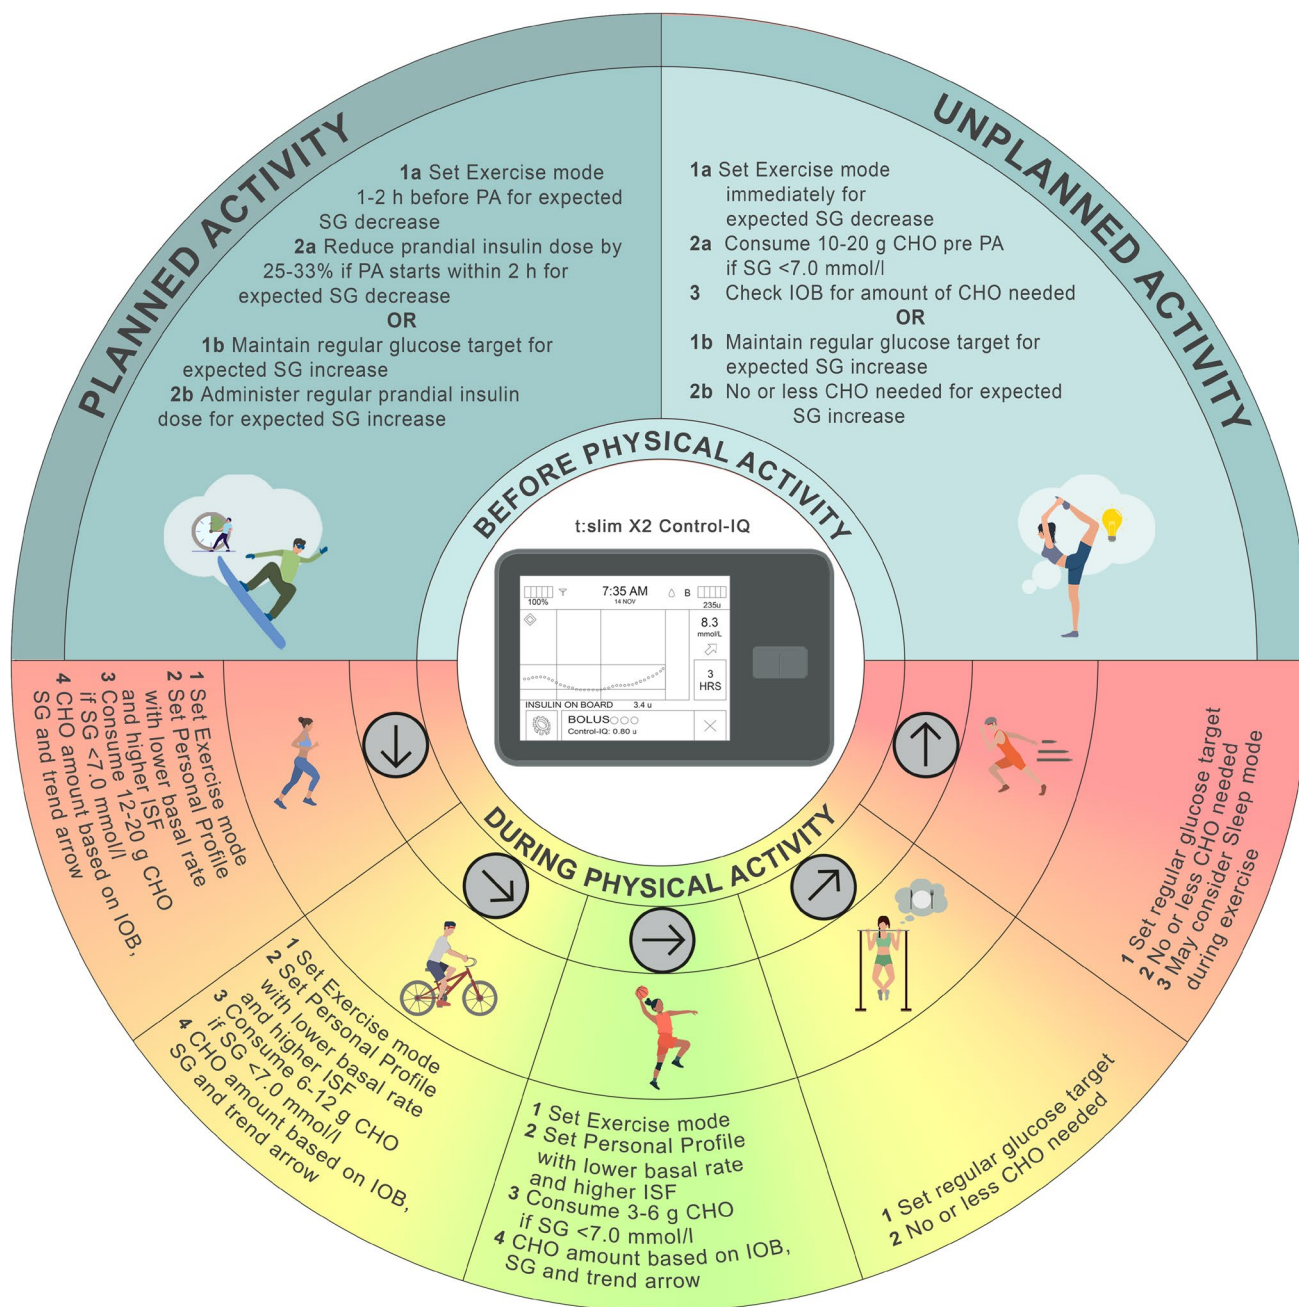 PLANNED ACTIVITY
1a Set Exercise mode
1-2 h before PA for expected
SG decrease
2a Reduce prandial insulin dose by
25-33% if PA starts within 2 h for
expected SG decrease
OR
1b Maintain regular glucose target for
expected SG increase
2b Administer regular prandial insulin
dose for expected SG increase
UNPLANNED ACTIVITY
1a Set Exercise mode
immediately for
expected SG decrease
2a Consume 10-20 g CHO pre PA
if SG <7.0 mmol/l
3 Check IOB for amount of CHO needed
OR
1b Maintain regular glucose target for
expected SG increase
2b No or less CHO needed for expected
SG increase
BEFORE PHYSICAL ACTIVITY
t:slim X2 Control-IQ
100%
7:35 AM
14 NOV
B
235u
8.3
mmol/L
3
HRS
INSULIN ON BOARD 3.4 u
BOLUS
Control-IQ: 0.80 u
DURING PHYSICAL ACTIVITY
1 Set Exercise mode
2 Set Personal Profile
with lower basal rate
and higher ISF
3 Consume 12-20 g CHO
if SG <7.0 mmol/l
4 CHO amount based on IOB,
SG and trend arrow
1 Set Exercise mode
2 Set Personal Profile
with lower basal rate
and higher ISF
3 Consume 6-12 g CHO
if SG <7.0 mmol/l
4 CHO amount based on IOB,
SG and trend arrow
1 Set Exercise mode
2 Set Personal Profile
with lower basal rate
and higher ISF
3 Consume 3-6 g CHO
if SG <7.0 mmol/l
4 CHO amount based on IOB,
SG and trend arrow
1 Set regular glucose target
2 No or less CHO needed
1 Set regular glucose target
2 No or less CHO needed
3 May consider Sleep mode
during exercise